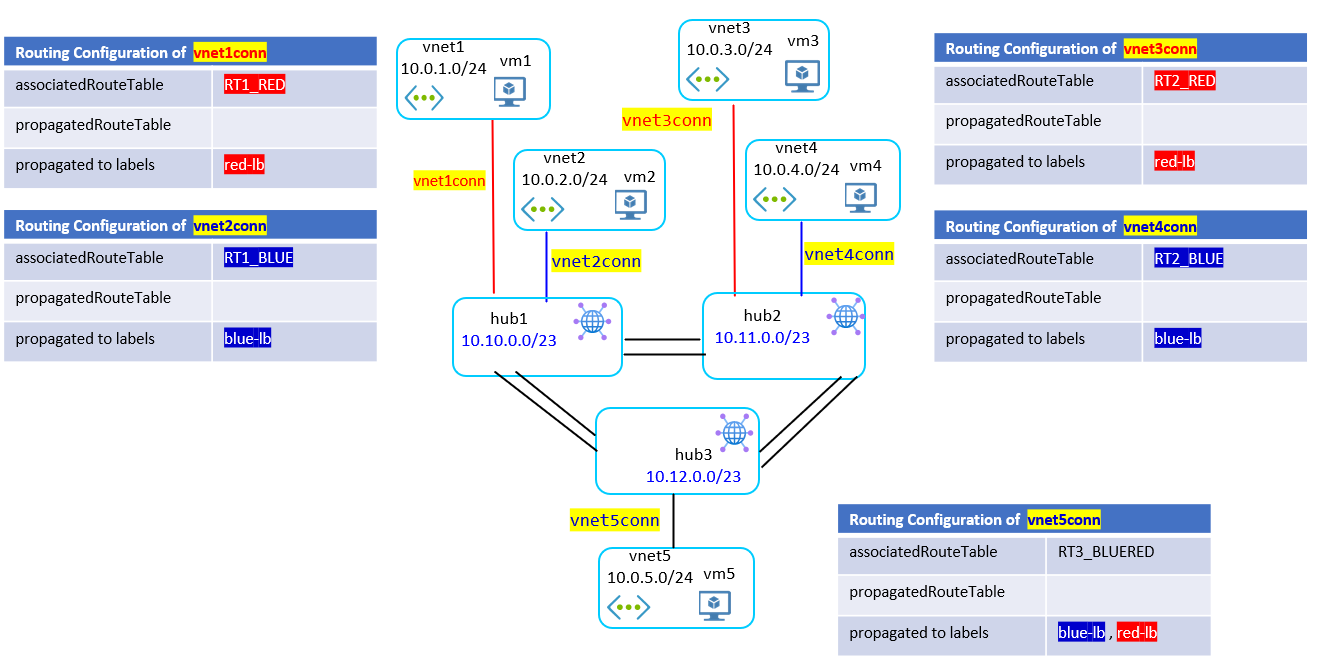 Routing Configuration of vnet1conn
associatedRouteTable RT1_RED
propagatedRouteTable
propagated to labels red-lb
Routing Configuration of vnet2conn
associatedRouteTable RT1_BLUE
propagatedRouteTable
propagated to labels blue-lb
vnet1
10.0.1.0/24
vm1
vnet1conn
vnet2
10.0.2.0/24
vm2
vnet2conn
vnet3
10.0.3.0/24
vm3
vnet3conn
vnet4
10.0.4.0/24
vm4
vnet4conn
Routing Configuration of vnet3conn
associatedRouteTable RT2_RED
propagatedRouteTable
propagated to labels red-lb
Routing Configuration of vnet4conn
associatedRouteTable RT2_BLUE
propagatedRouteTable
propagated to labels blue-lb
hub1
10.10.0.0/23
hub2
10.11.0.0/23
hub3
10.12.0.0/23
vnet5conn
vnet5
10.0.5.0/24
vm5
Routing Configuration of vnet5conn
associatedRouteTable RT3_BLUERED
propagatedRouteTable
propagated to labels blue-lb , red-lb